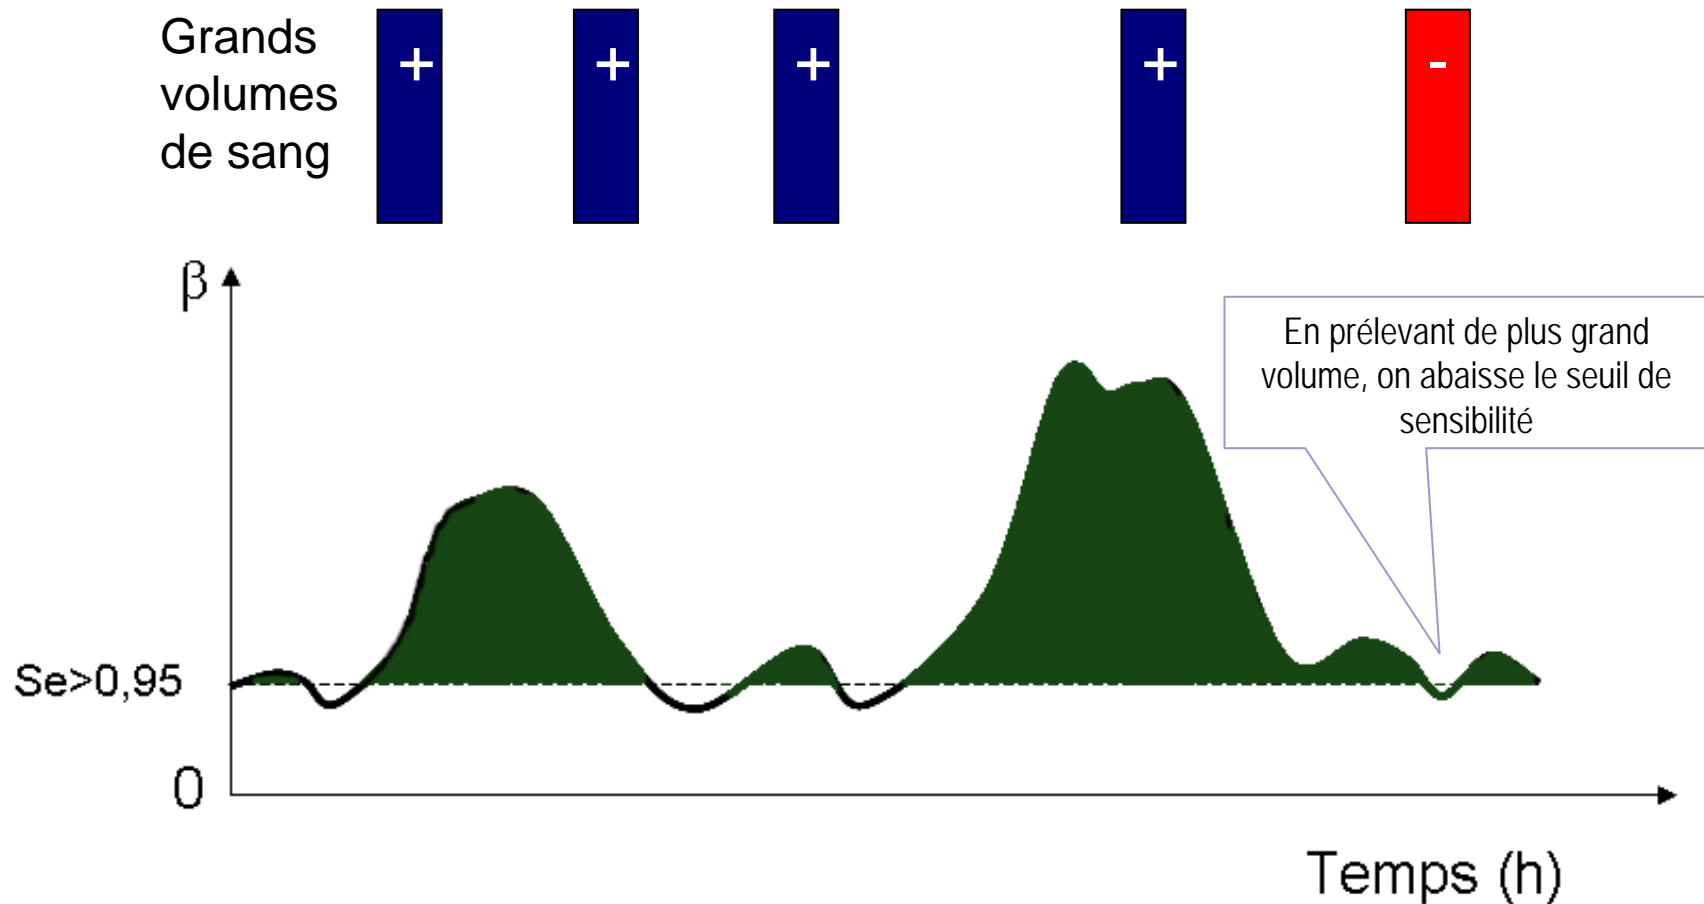 Grands
volumes
de sang
+
+
+
+
-
β
En prélevant de plus grand
volume, on abaisse le seuil de
sensibilité
Se>0,95
0
Temps (h)